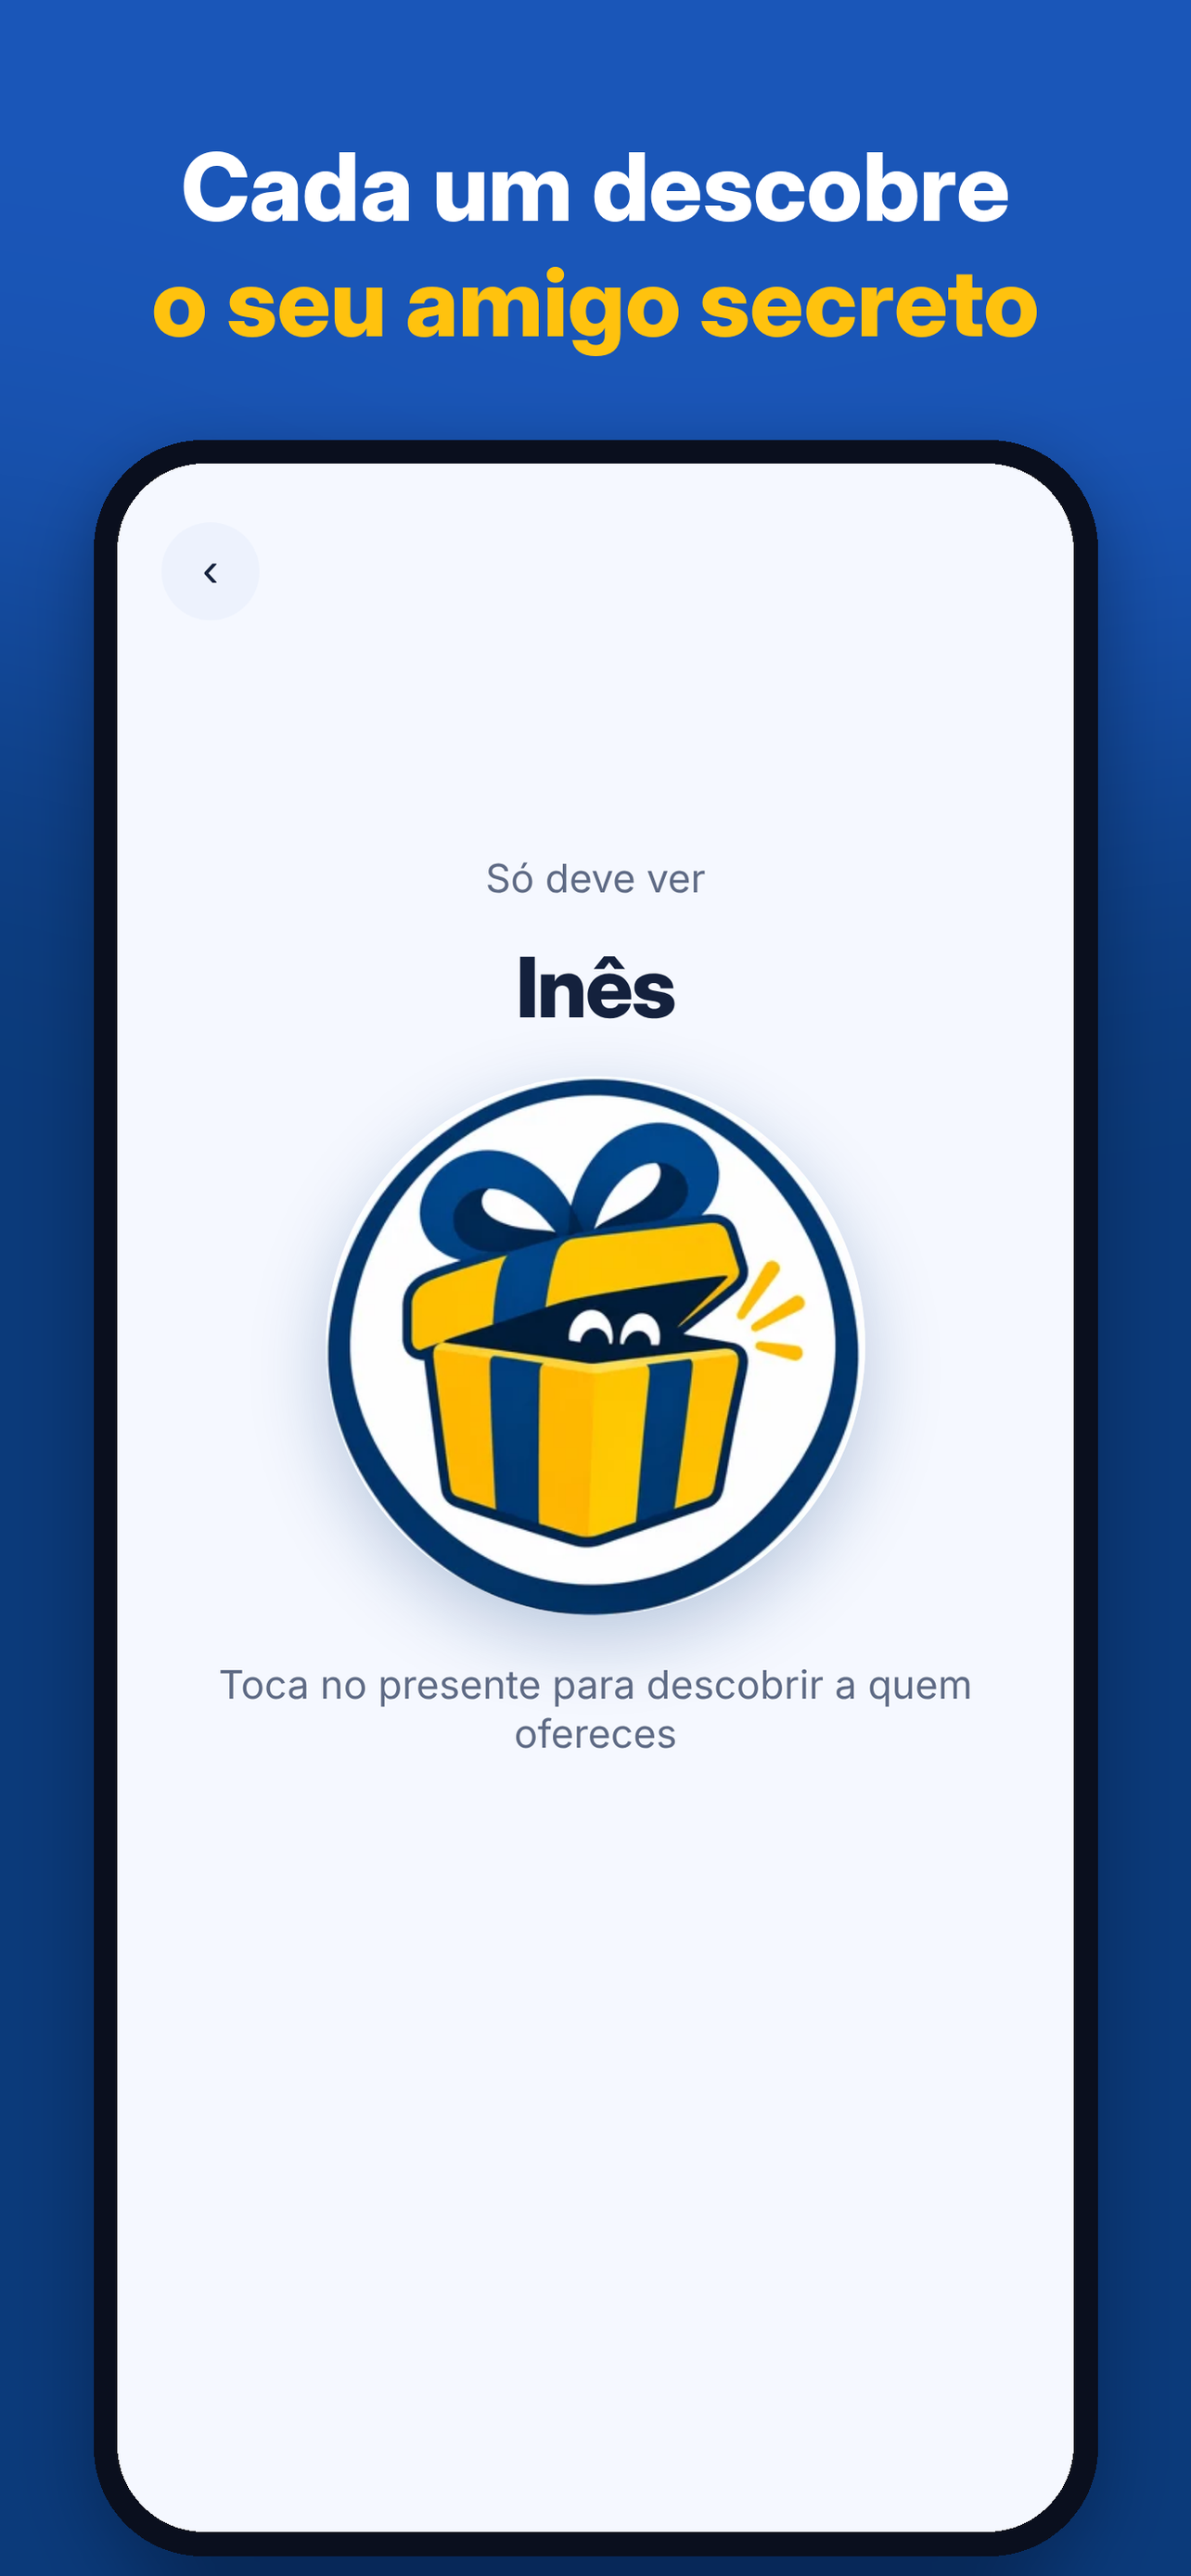 Cada um descobre
o seu amigo secreto
‹
Só deve ver
Inês
Toca no presente para descobrir a quem
ofereces